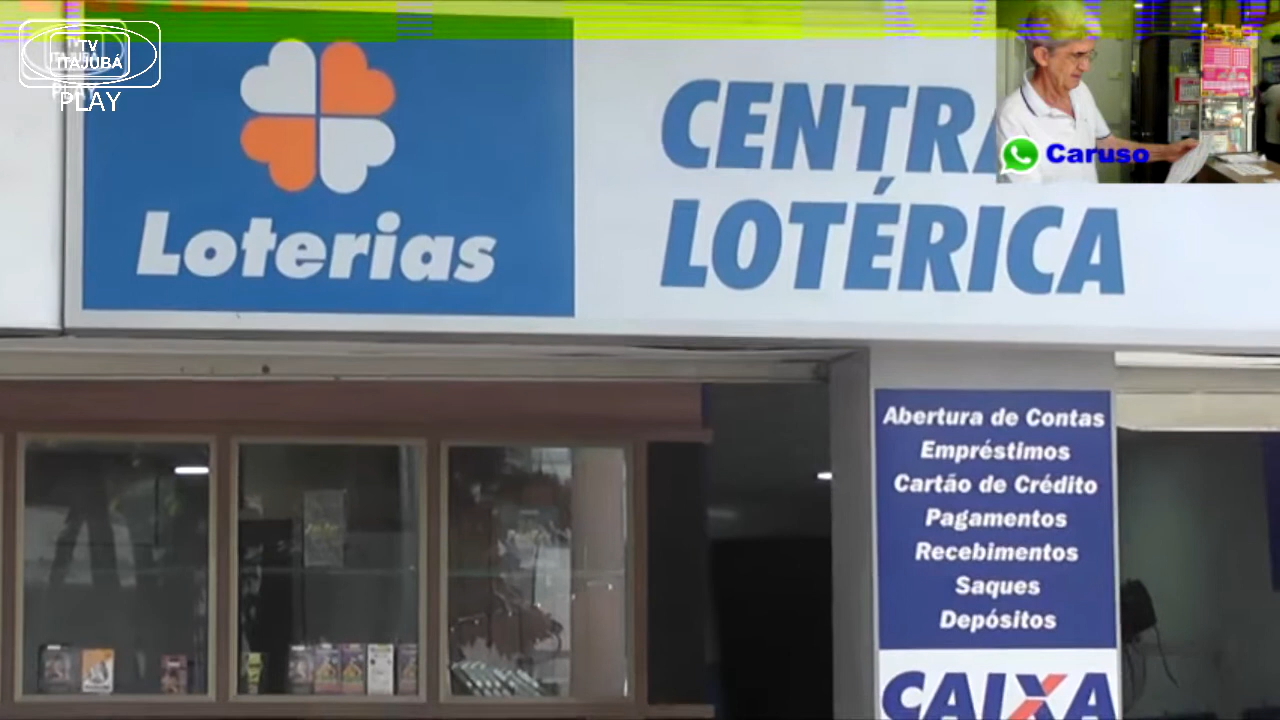 TV
ITAJUBÁ
PLAY
Loterias
CENTRA
LOTÉRICA
Caruso
Abertura de Contas
Empréstimos
Cartão de Crédito
Pagamentos
Recebimentos
Saques
Depósitos
CAIXA